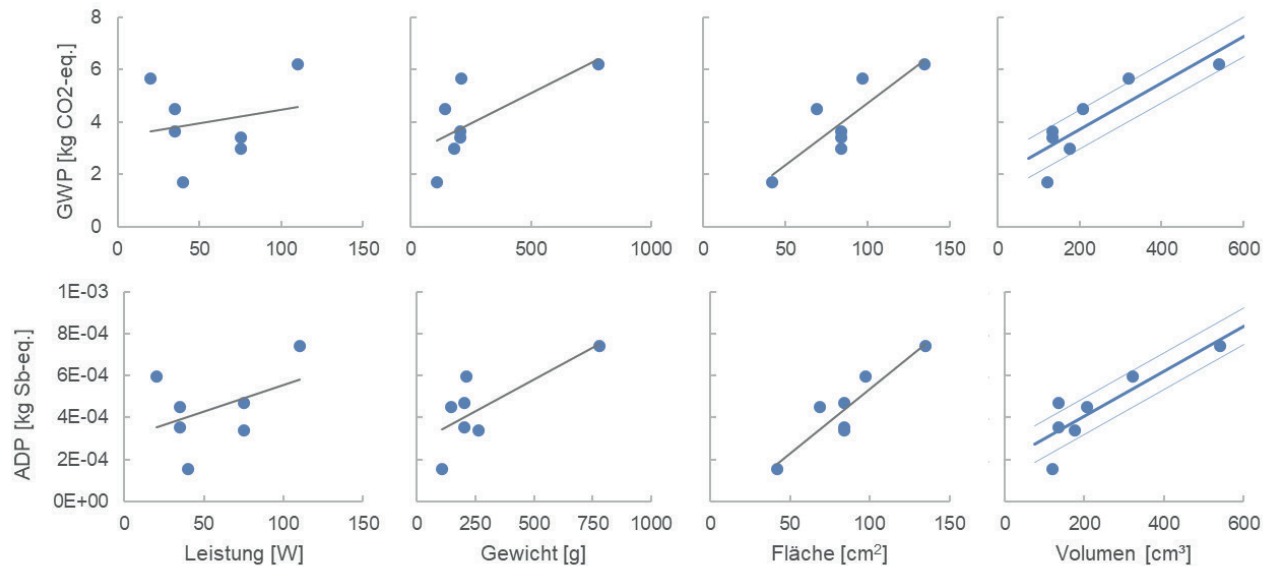 GWP [kg CO2-eq.]
8
6
4
2
0
0 50 100 150
0 500 1000
0 50 100 150
0 200 400 600
ADP [kg Sb-eq.]
1E-03
8E-04
6E-04
4E-04
2E-04
0E+00
0 50 100 150
0 250 500 750 1000
0 50 100 150
0 200 400 600
Leistung [W] Gewicht [g] Fläche [cm²] Volumen [cm³]